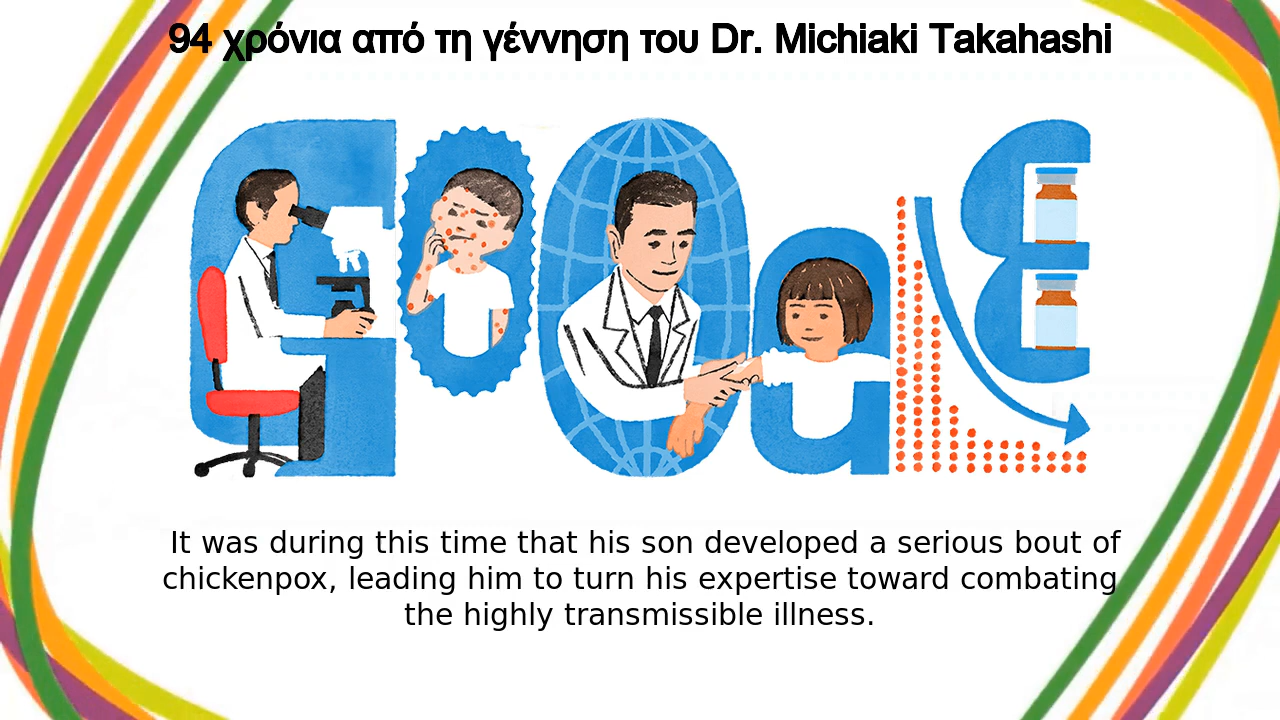 94 χρόνια από τη γέννηση του Dr. Michiaki Takahashi
It was during this time that his son developed a serious bout of
chickenpox, leading him to turn his expertise toward combating
the highly transmissible illness.